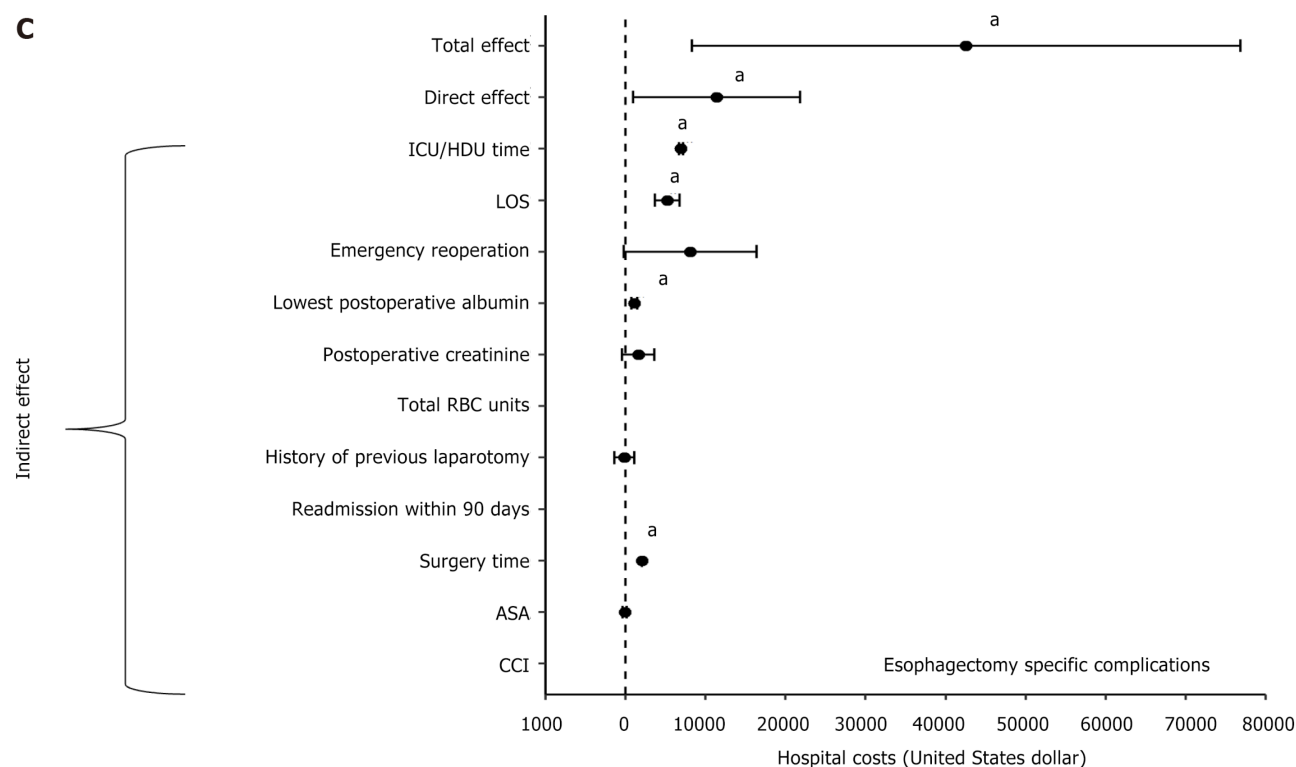 C
a
Total effect
a
Direct effect
a
ICU/HDU time
a
LOS
Emergency reoperation
a
Lowest postoperative albumin
Postoperative creatinine
Indirect effect
Total RBC units
History of previous laparotomy
Readmission within 90 days
a
Surgery time
ASA
CCI
Esophagectomy specific complications
1000 0 10000 20000 30000 40000 50000 60000 70000 80000
Hospital costs (United States dollar)